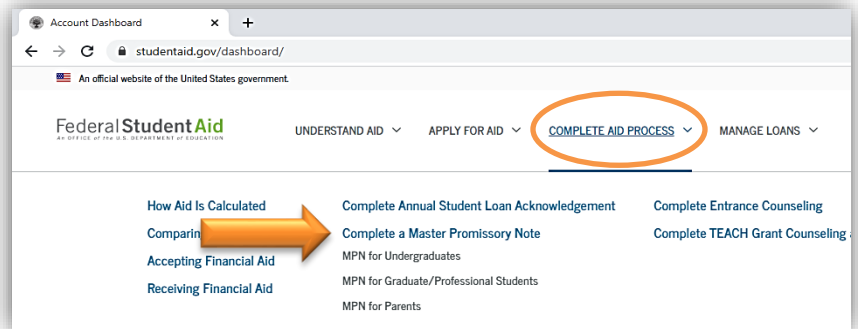 Account Dashboard
studentaid.gov/dashboard/
An official website of the United States government.
Federal Student Aid
An OFFICE of the U.S. DEPARTMENT of EDUCATION
UNDERSTAND AID
APPLY FOR AID
COMPLETE AID PROCESS
MANAGE LOANS
How Aid Is Calculated
Complete Annual Student Loan Acknowledgement
Complete Entrance Counseling
Complete a Master Promissory Note
Complete TEACH Grant Counseling
Accepting Financial Aid
MPN for Undergraduates
Receiving Financial Aid
MPN for Graduate/Professional Students
MPN for Parents